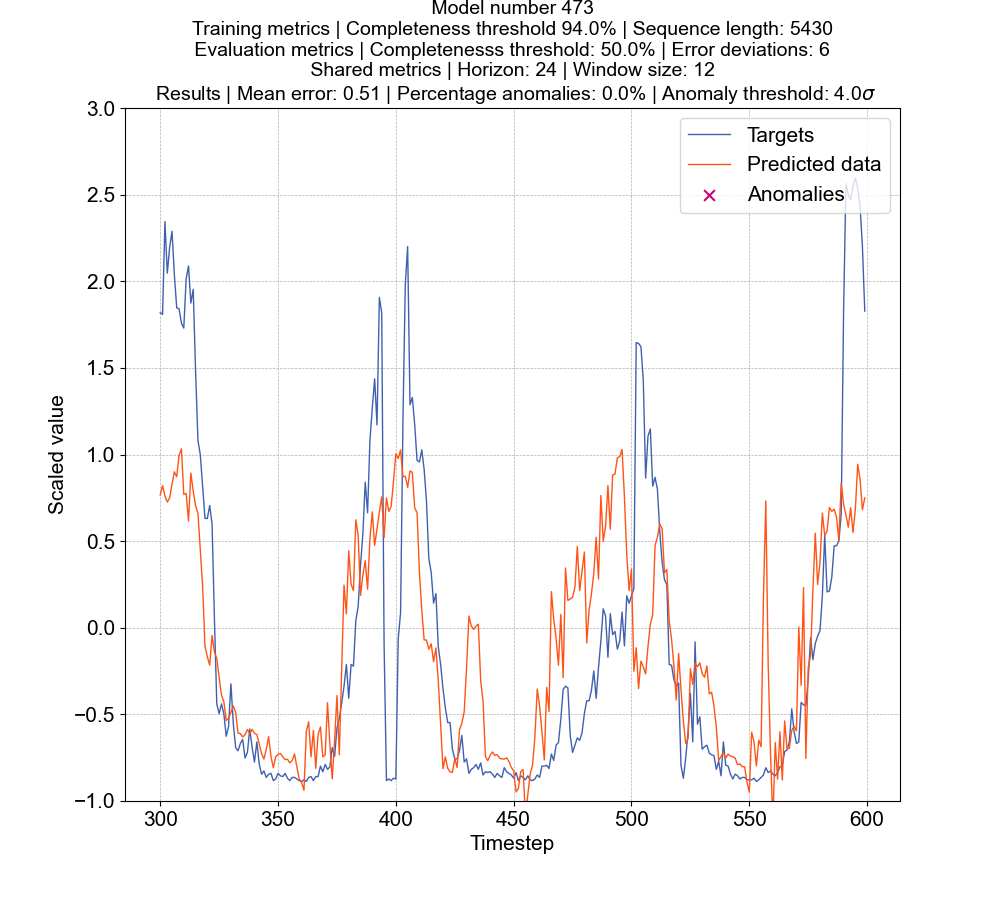 Model number 473
Training metrics | Completeness threshold 94.0% | Sequence length: 5430
Evaluation metrics | Completenesss threshold: 50.0% | Error deviations: 6
Shared metrics | Horizon: 24 | Window size: 12
Results | Mean error: 0.51 | Percentage anomalies: 0.0% | Anomaly threshold: 4.0σ
3.0
2.5
2.0
1.5
1.0
0.5
0.0
−0.5
−1.0
Scaled value
Targets
Predicted data
Anomalies
300 350 400 450 500 550 600
Timestep